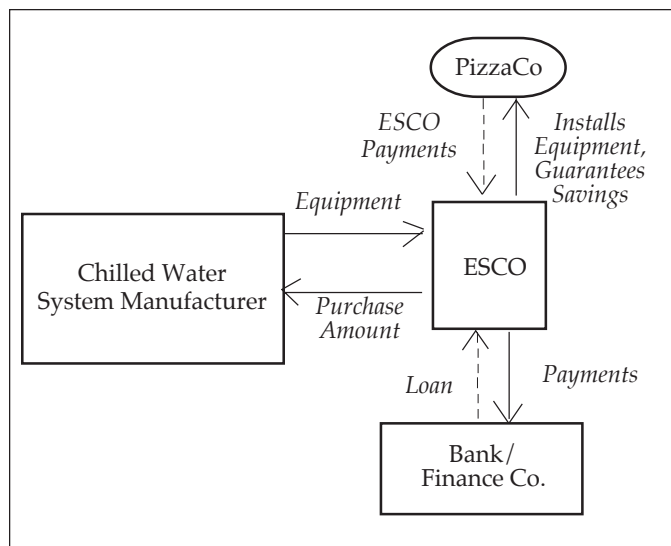 PizzaCo
ESCO
Payments
Installs
Equipment,
Guarantees
Savings
Equipment
Chilled Water
System Manufacturer
ESCO
Purchase
Amount
Loan
Payments
Bank/
Finance Co.